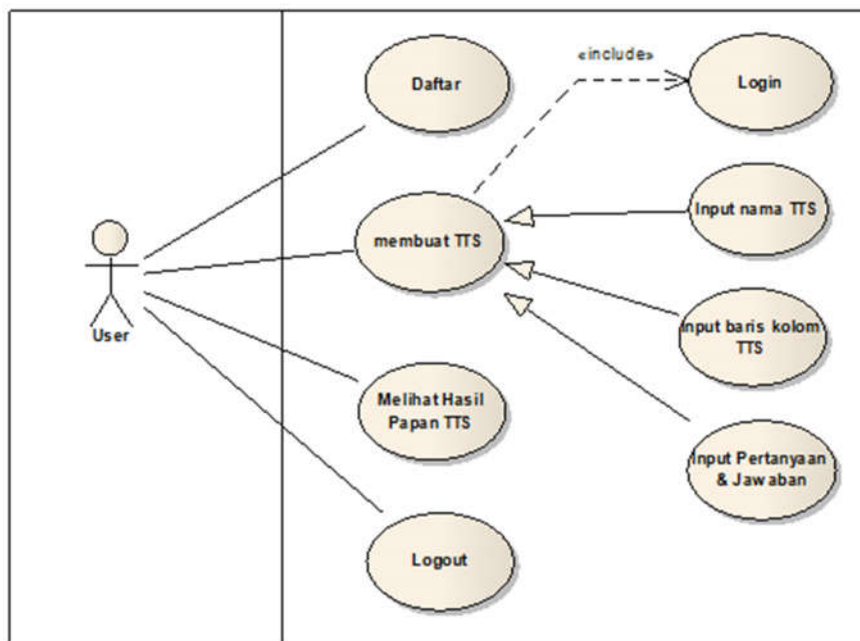 «include»
Daftar
Login
membuat TTS
Input nama TTS
User
Input baris kolom
TTS
Melihat Hasil
Papan TTS
Input Pertanyaan
& Jawaban
Logout